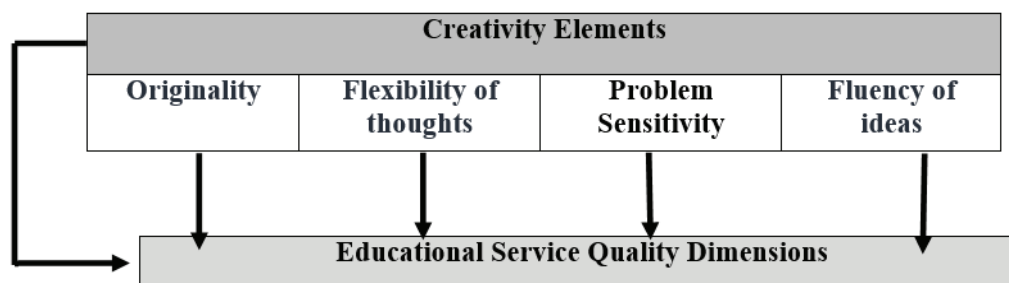 Creativity Elements
Originality
Flexibility of
thoughts
Problem
Sensitivity
Fluency of
ideas
Educational Service Quality Dimensions